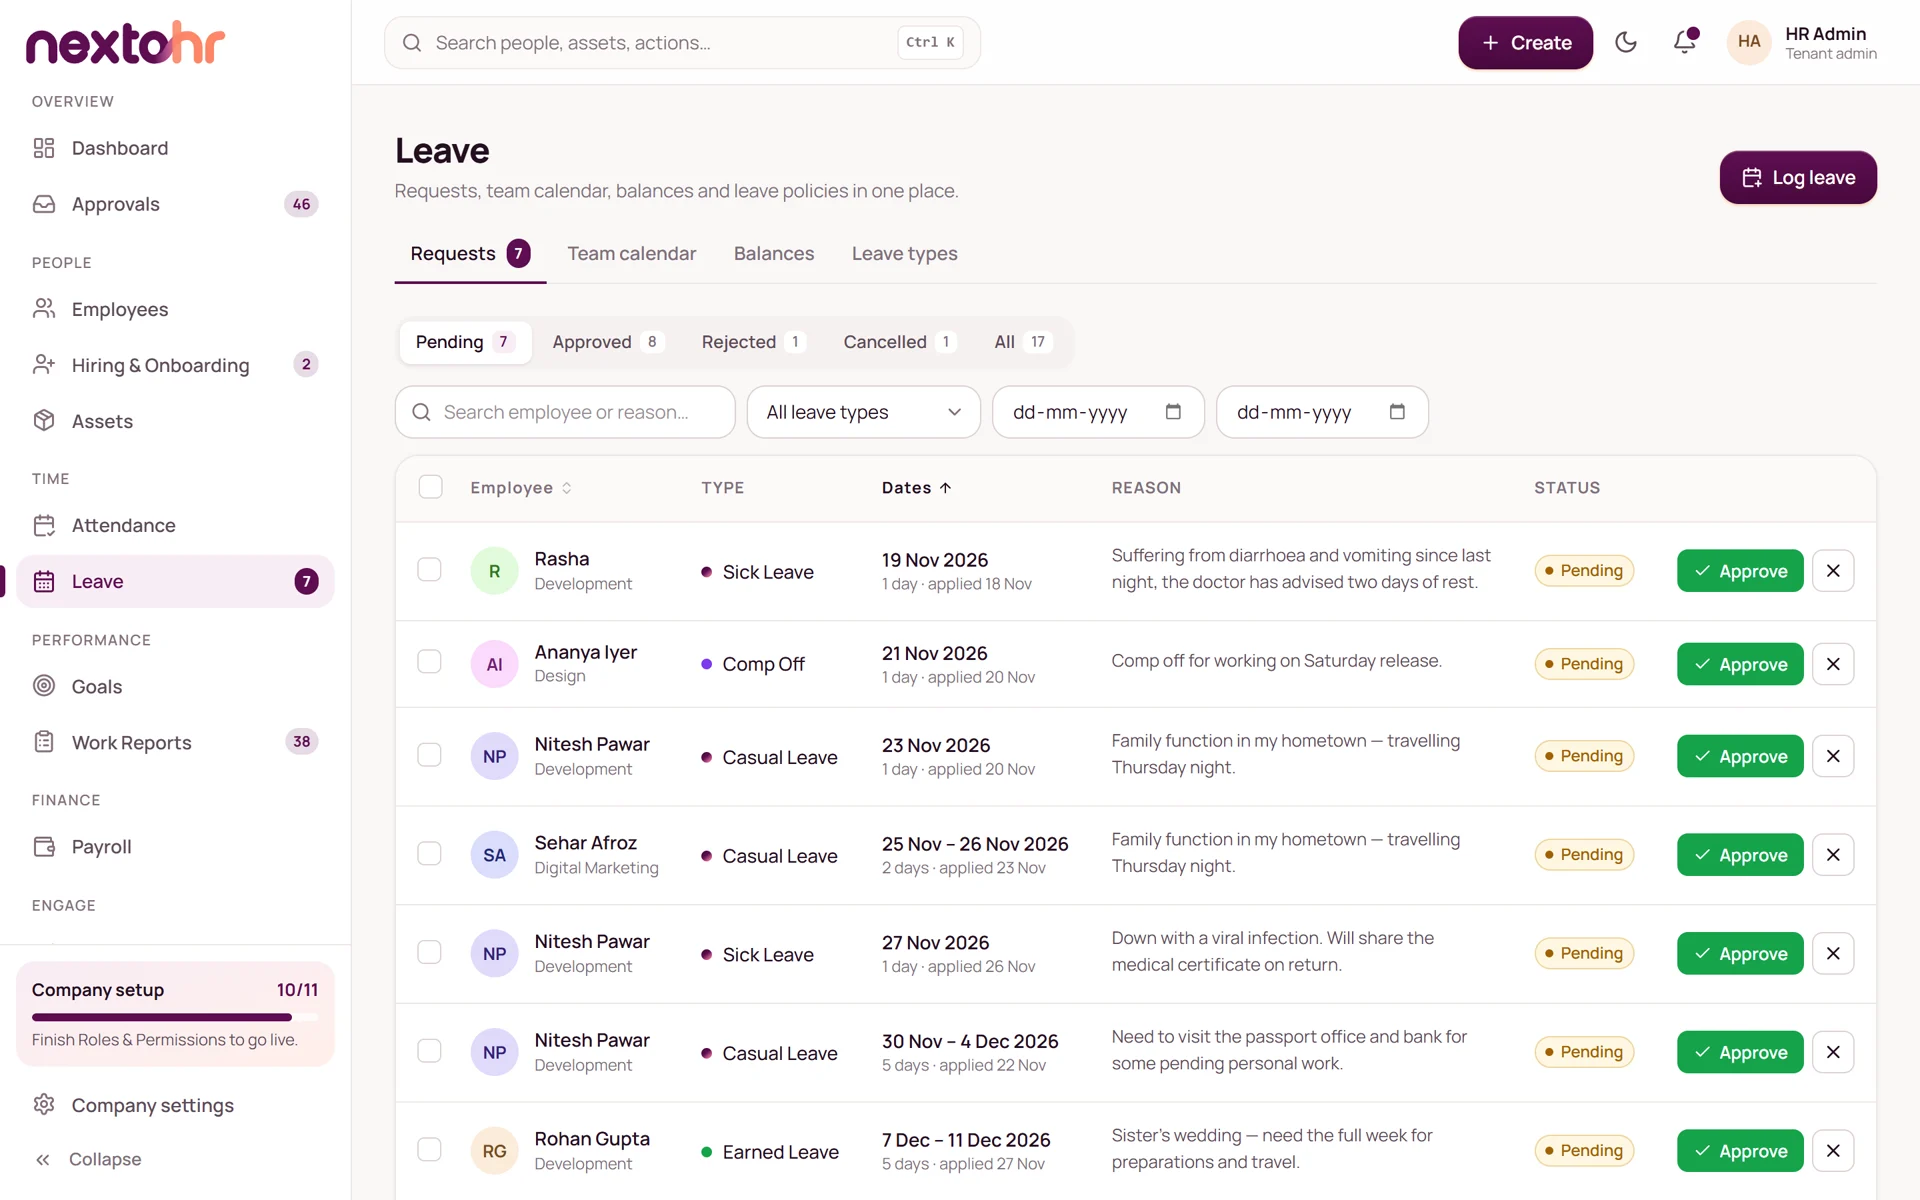 nextohr
Search people, assets, actions...
Ctrl K
Create
HA
HR Admin
Tenant admin
OVERVIEW
Dashboard
Approvals 46
PEOPLE
Employees
Hiring & Onboarding 2
Assets
TIME
Attendance
Leave 7
PERFORMANCE
Goals
Work Reports 38
FINANCE
Payroll
ENGAGE
Company setup 10/11
Finish Roles & Permissions to go live.
Company settings
Collapse
Leave
Requests, team calendar, balances and leave policies in one place.
Log leave
Requests 7 Team calendar Balances Leave types
Pending 7 Approved 8 Rejected 1 Cancelled 1 All 17
Search employee or reason... All leave types dd-mm-yyyy dd-mm-yyyy
Employee TYPE Dates REASON STATUS
R
Rasha
Development
Sick Leave
19 Nov 2026
1 day · applied 18 Nov
Suffering from diarrhoea and vomiting since last
night, the doctor has advised two days of rest.
Pending
Approve
AI
Ananya Iyer
Design
Comp Off
21 Nov 2026
1 day · applied 20 Nov
Comp off for working on Saturday release.
Pending
Approve
NP
Nitesh Pawar
Development
Casual Leave
23 Nov 2026
1 day · applied 20 Nov
Family function in my hometown — travelling
Thursday night.
Pending
Approve
SA
Sehar Afroz
Digital Marketing
Casual Leave
25 Nov – 26 Nov 2026
2 days · applied 23 Nov
Family function in my hometown — travelling
Thursday night.
Pending
Approve
NP
Nitesh Pawar
Development
Sick Leave
27 Nov 2026
1 day · applied 26 Nov
Down with a viral infection. Will share the
medical certificate on return.
Pending
Approve
NP
Nitesh Pawar
Development
Casual Leave
30 Nov – 4 Dec 2026
5 days · applied 22 Nov
Need to visit the passport office and bank for
some pending personal work.
Pending
Approve
RG
Rohan Gupta
Development
Earned Leave
7 Dec – 11 Dec 2026
5 days · applied 27 Nov
Sister's wedding — need the full week for
preparations and travel.
Pending
Approve